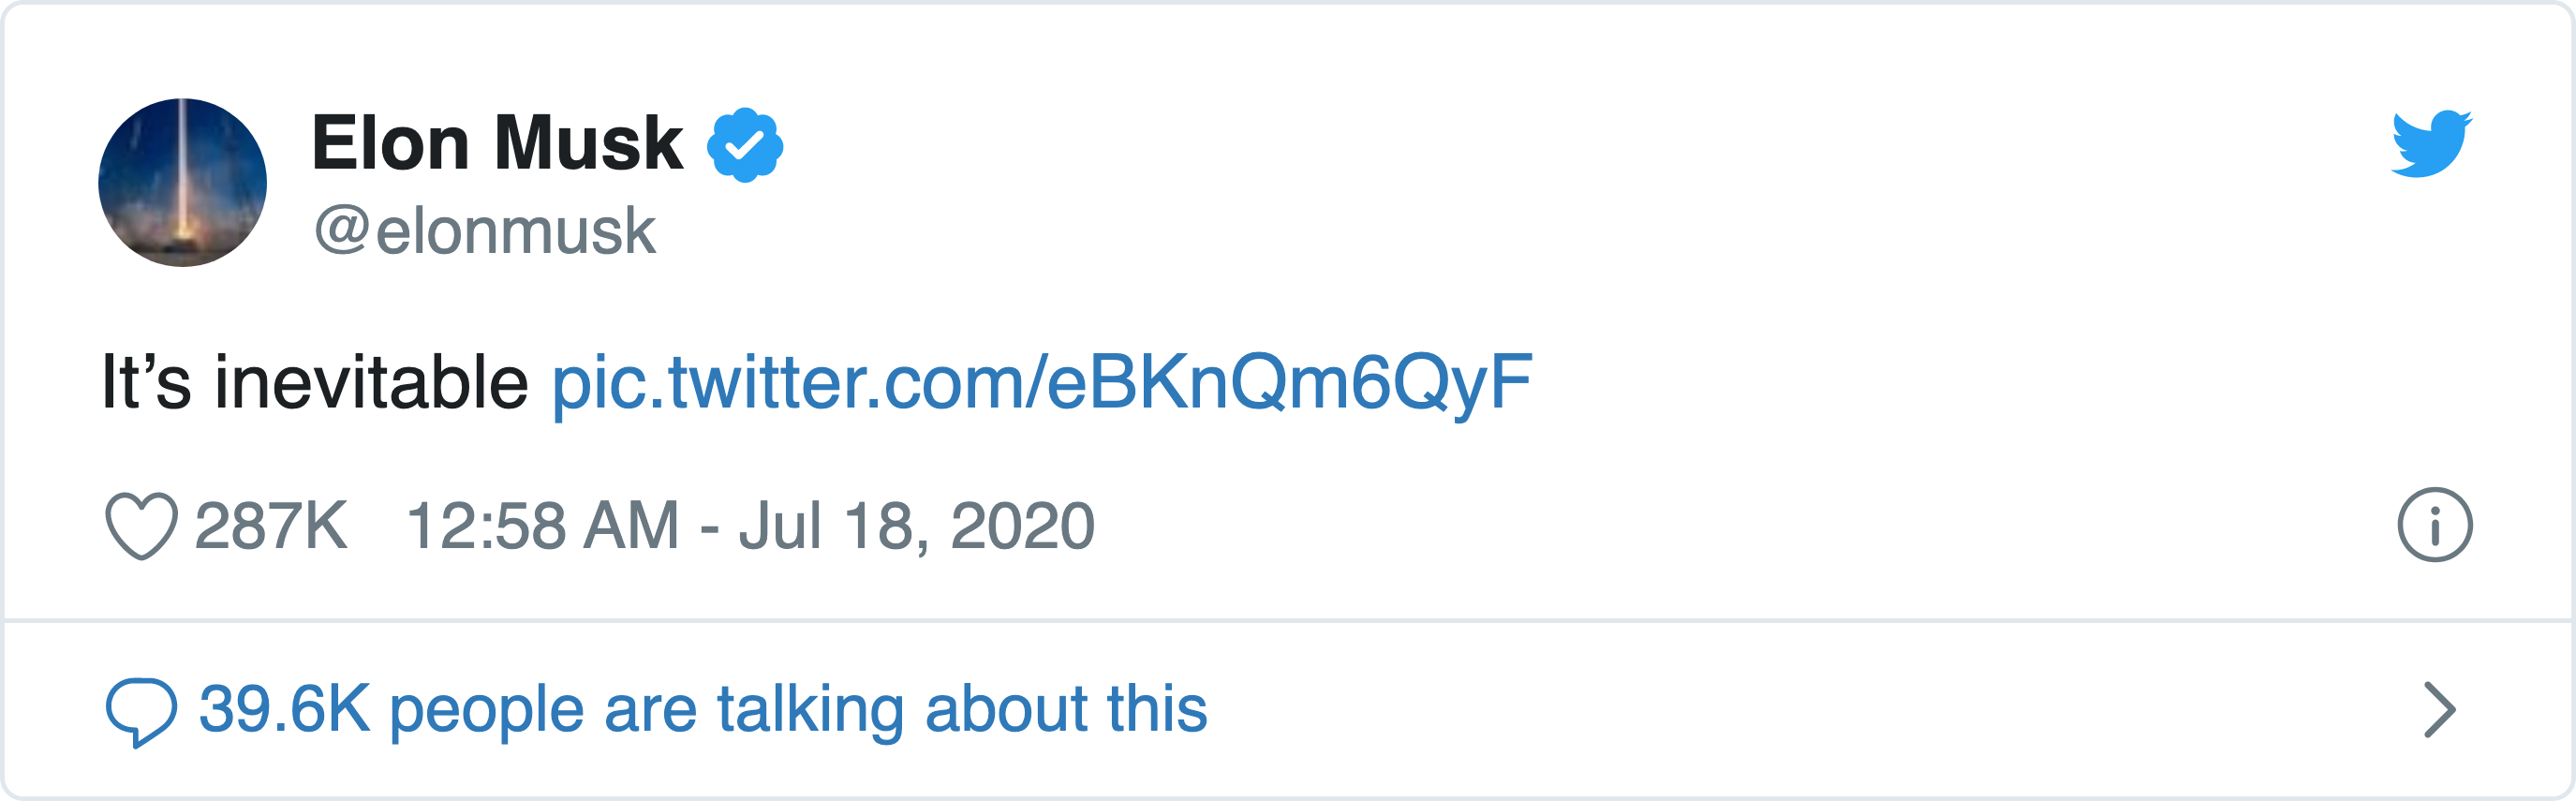 Elon Musk
@elonmusk
It’s inevitable pic.twitter.com/eBKnQm6QyF
287K 12:58 AM - Jul 18, 2020
39.6K people are talking about this